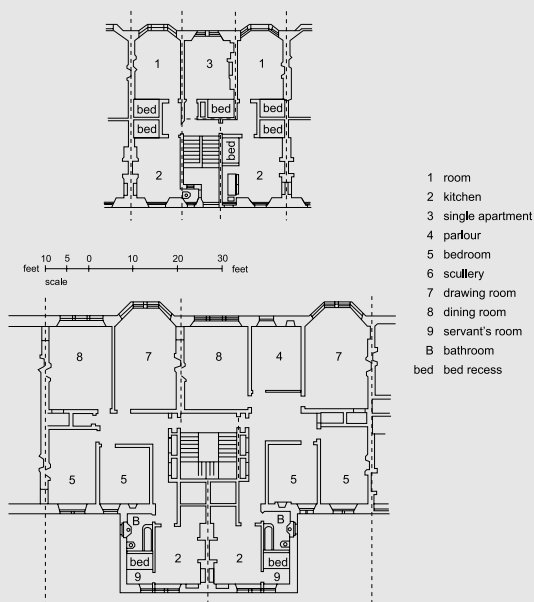 1
3
1
bed
bed
bed
bed
bed
bed
2
2
1 room
2 kitchen
3 single apartment
4 parlour
5 bedroom
6 scullery
7 drawing room
8 dining room
9 servant's room
B bathroom
bed bed recess
10 5 0 10 20 30
feet feet
scale
8
7
8
4
7
5
5
5
5
B
B
2
2
bed
bed
9
9